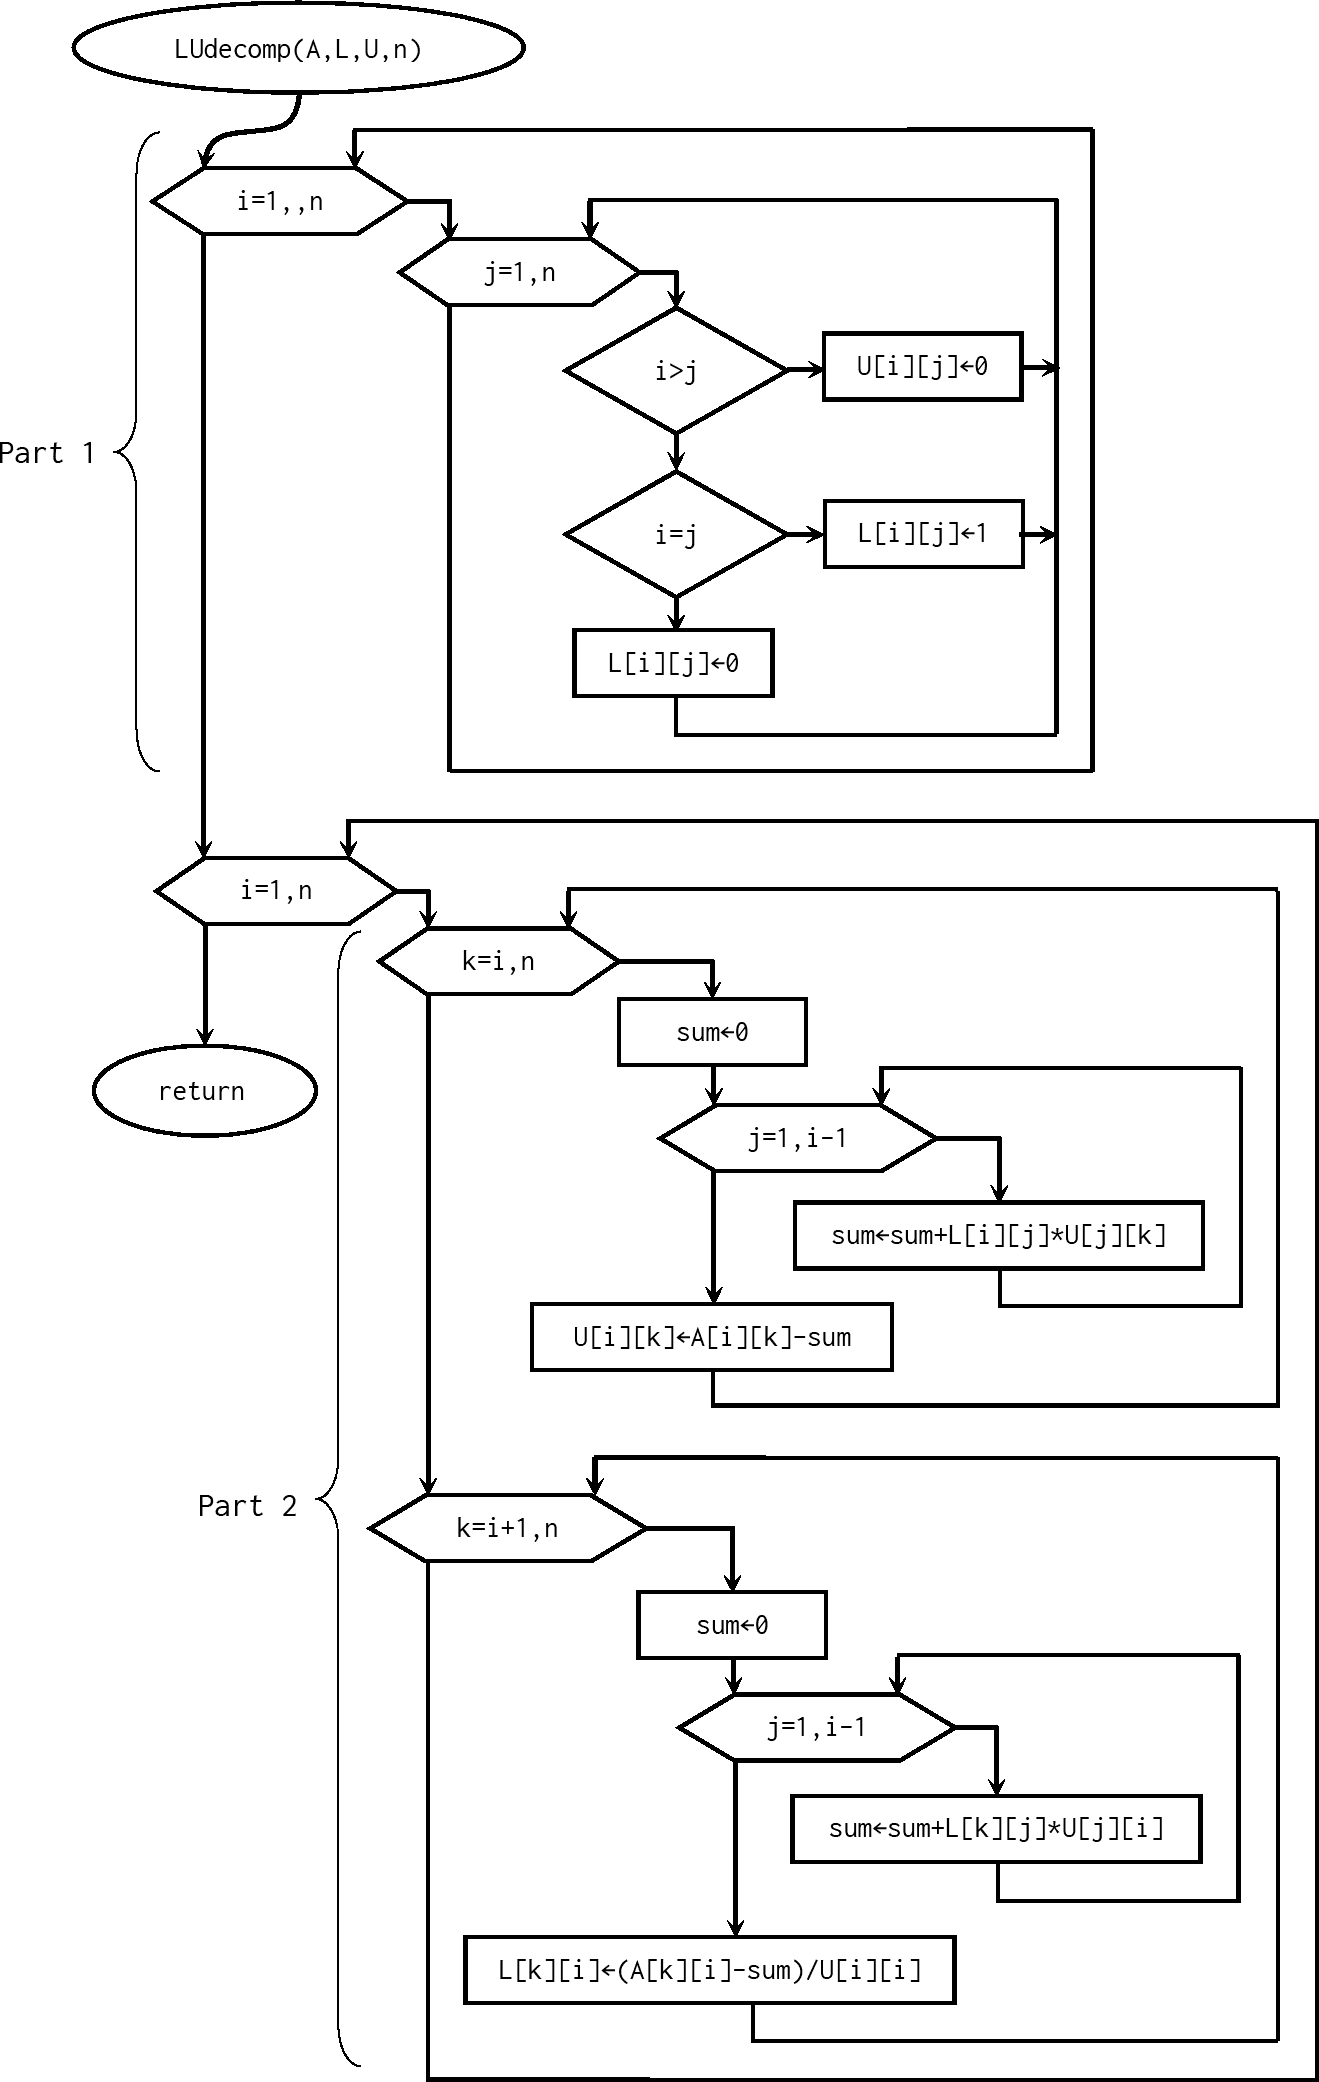 LUdecomp(A,L,U,n)
i=1,,n
j=1,n
i>j
U[i][j]←0
Part 1
i=j
L[i][j]←1
L[i][j]←0
i=1,n
k=i,n
sum←0
return
j=1,i-1
sum←sum+L[i][j]*U[j][k]
U[i][k]←A[i][k]-sum
Part 2
k=i+1,n
sum←0
j=1,i-1
sum←sum+L[k][j]*U[j][i]
L[k][i]←(A[k][i]-sum)/U[i][i]